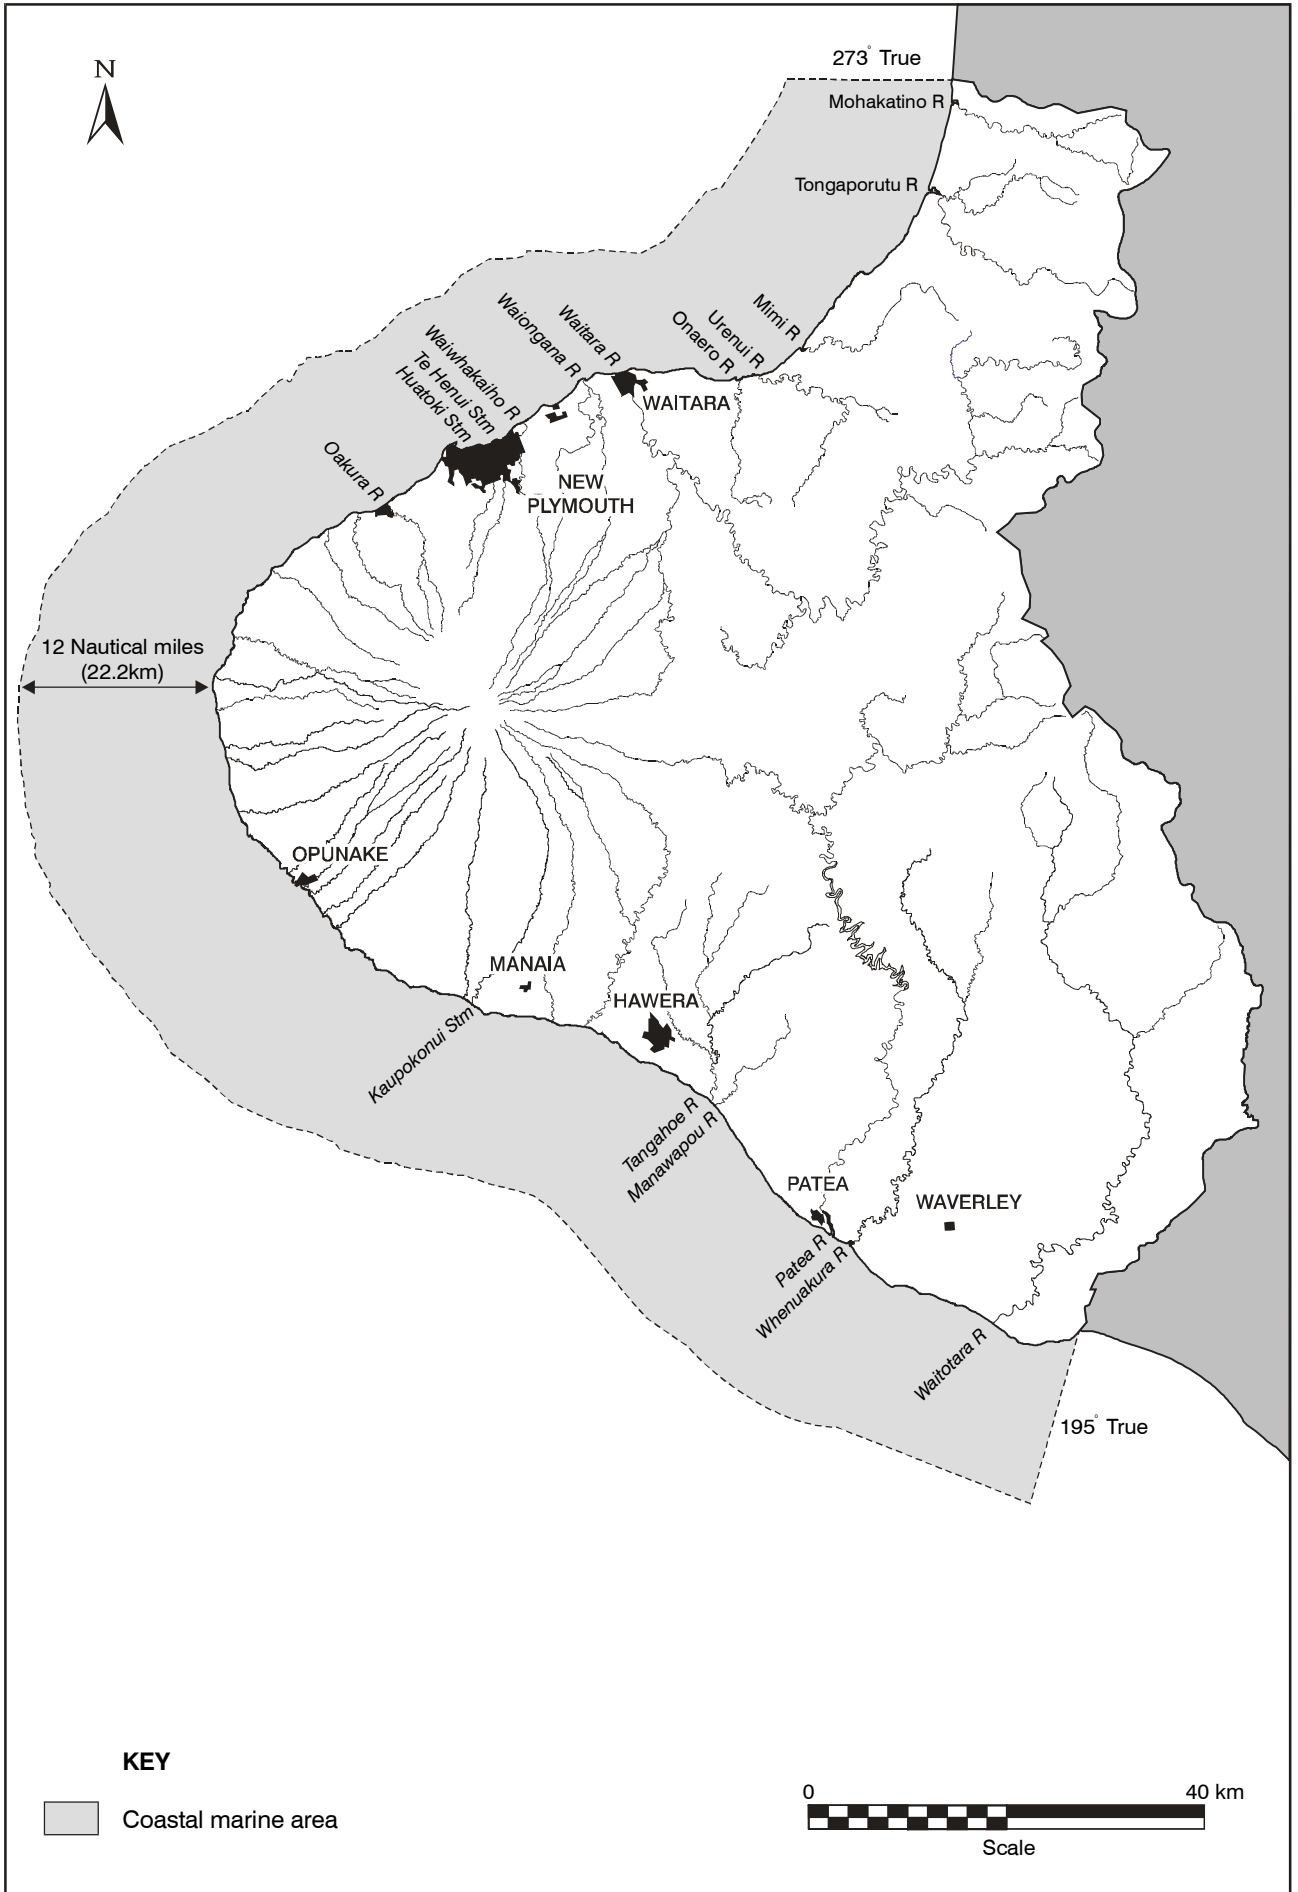 273° True
N
Mohakatino R
Tongaporutu R
Mimi R
Urenui R
Onaero R
Waitara R
Waiongana R
Waiwhakaiho R
Te Henui Stm
Huatoki Stm
Oakura R
WAITARA
NEW
PLYMOUTH
12 Nautical miles
(22.2km)
OPUNAKE
MANAIA
HAWERA
Kaupokonui Stm
Tangahoe R
Manawapou R
PATEA
WAVERLEY
Patea R
Whenuakura R
Waitotara R
195° True
KEY
Coastal marine area
0 40 km
Scale